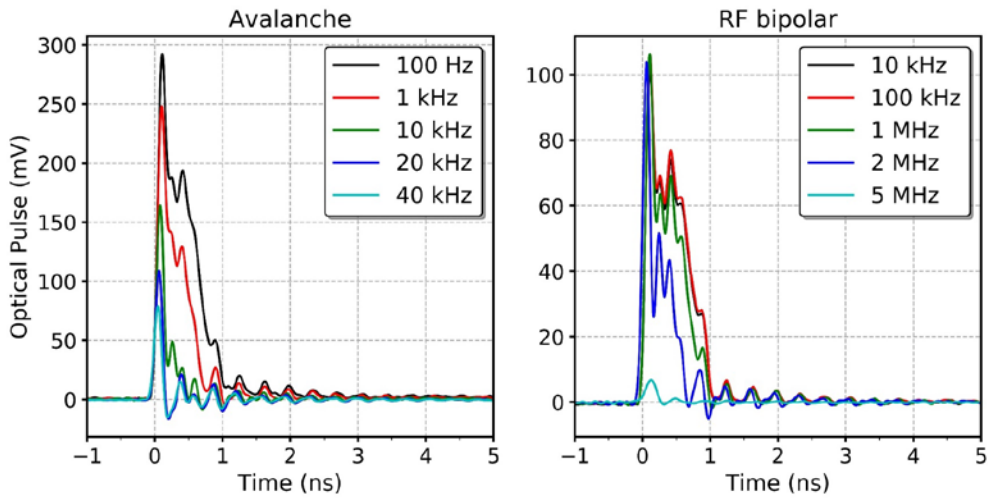 Avalanche
RF bipolar
Optical Pulse (mV)
300
250
200
150
100
50
0
100 Hz
1 kHz
10 kHz
20 kHz
40 kHz
−1 0 1 2 3 4 5
Time (ns)
100
80
60
40
20
0
10 kHz
100 kHz
1 MHz
2 MHz
5 MHz
−1 0 1 2 3 4 5
Time (ns)